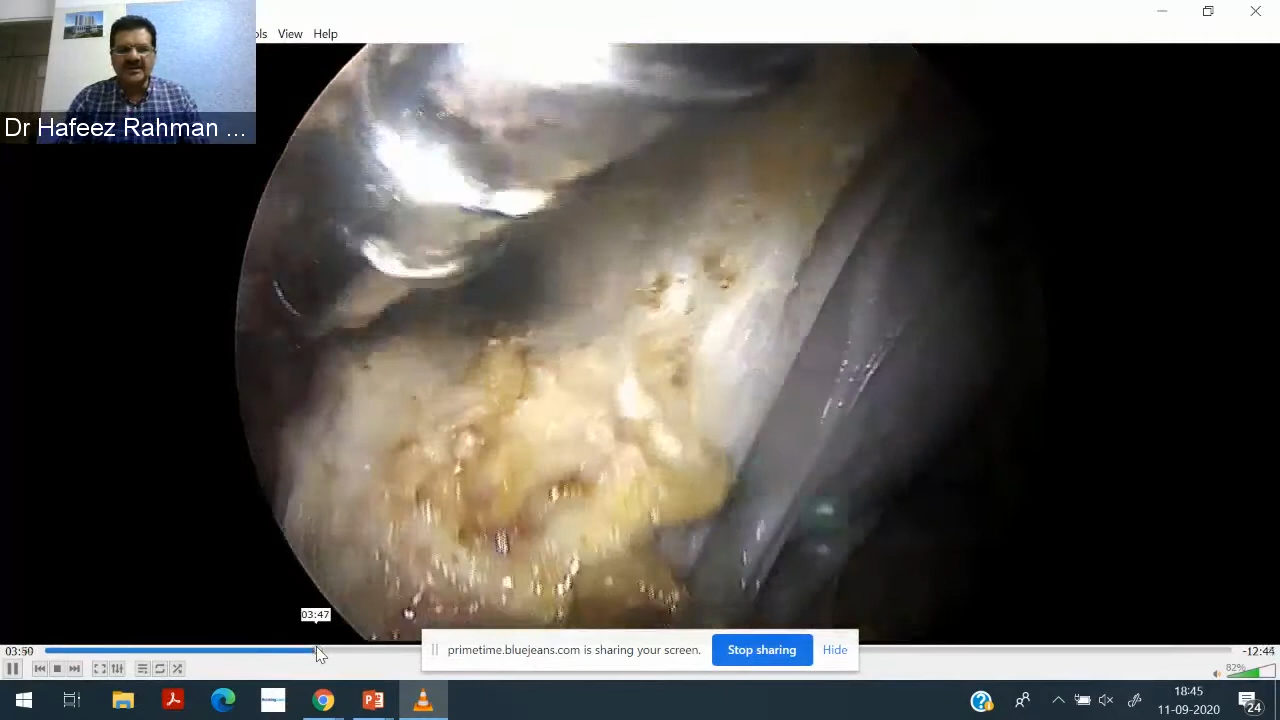 ols View Help
Dr Hafeez Rahman ...
03:47
03:50
-12:44
primetime.bluejeans.com is sharing your screen.
Stop sharing
Hide
82%
18:45
11-09-2020
24